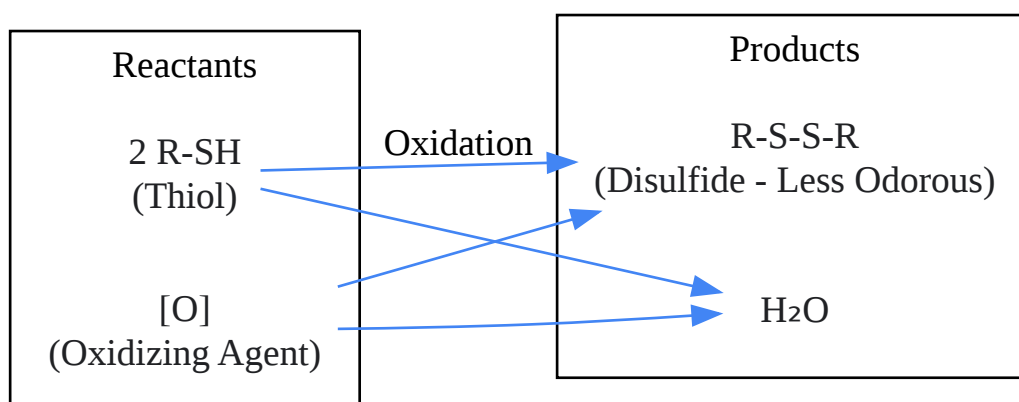 Reactants
2 R-SH
(Thiol)
[O]
(Oxidizing Agent)
Oxidation
Products
R-S-S-R
(Disulfide - Less Odorous)
H₂O